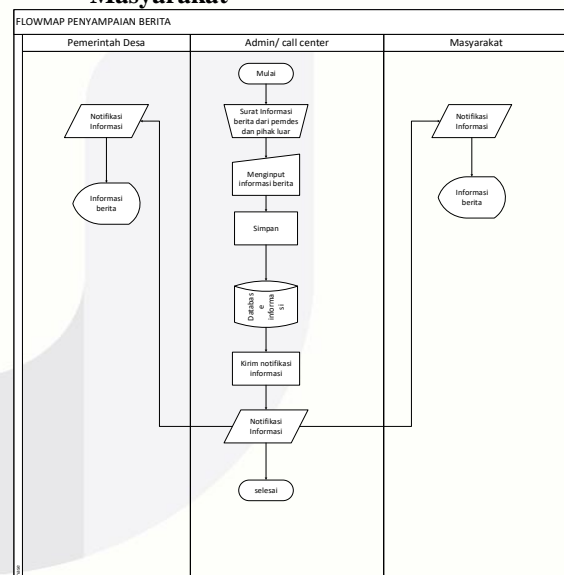 Masyarakat
FLOWMAP PENYAMPAIAN BERITA
Pemerintah Desa
Admin/ call center
Masyarakat
Mulai
Surat Informasi
berita dari pemdes
dan pihak luar
Menginput
informasi berita
Simpan
Databas
e
informa
si
Kirim notifikasi
informasi
Notifikasi
Informasi
selesai
Notifikasi
Informasi
Informasi
berita
Notifikasi
Informasi
Informasi
berita